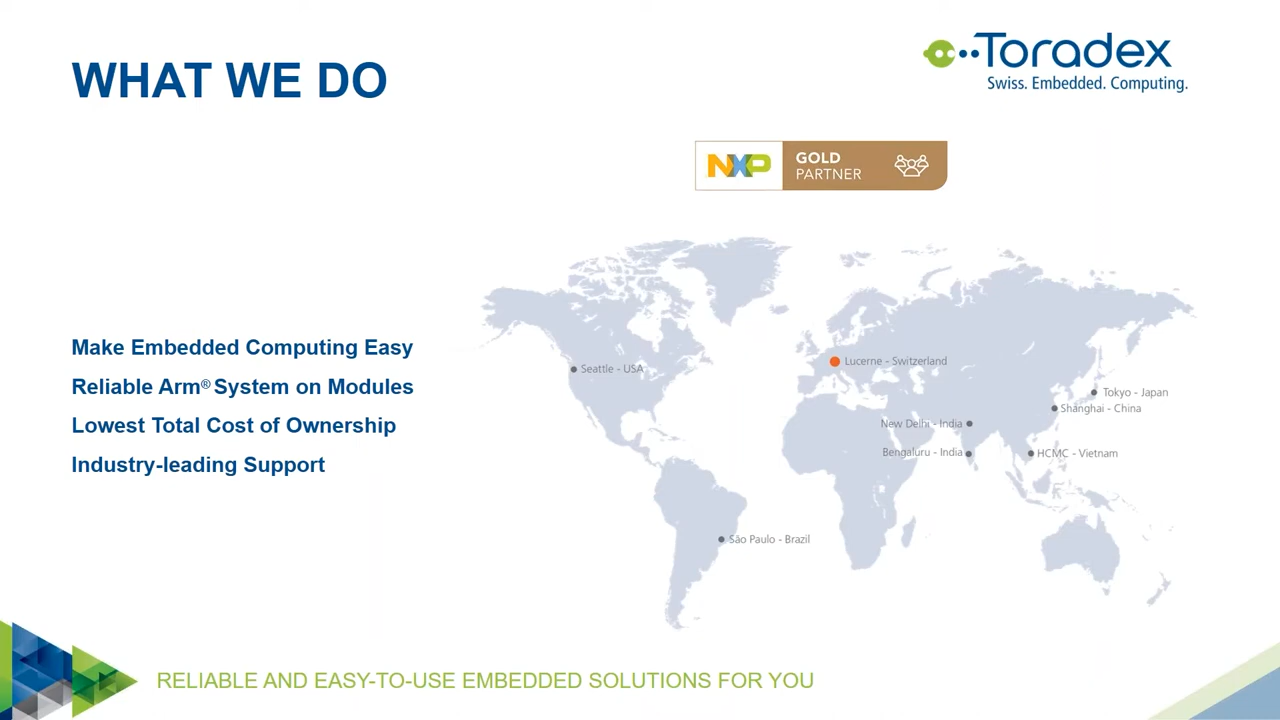 WHAT WE DO
Toradex
Swiss. Embedded. Computing.
NXP
GOLD
PARTNER
Make Embedded Computing Easy
Reliable Arm® System on Modules
Lowest Total Cost of Ownership
Industry-leading Support
Seattle - USA
Lucerne - Switzerland
Tokyo - Japan
Shanghai - China
New Delhi - India
Bengaluru - India
HCMC - Vietnam
São Paulo - Brazil
RELIABLE AND EASY-TO-USE EMBEDDED SOLUTIONS FOR YOU